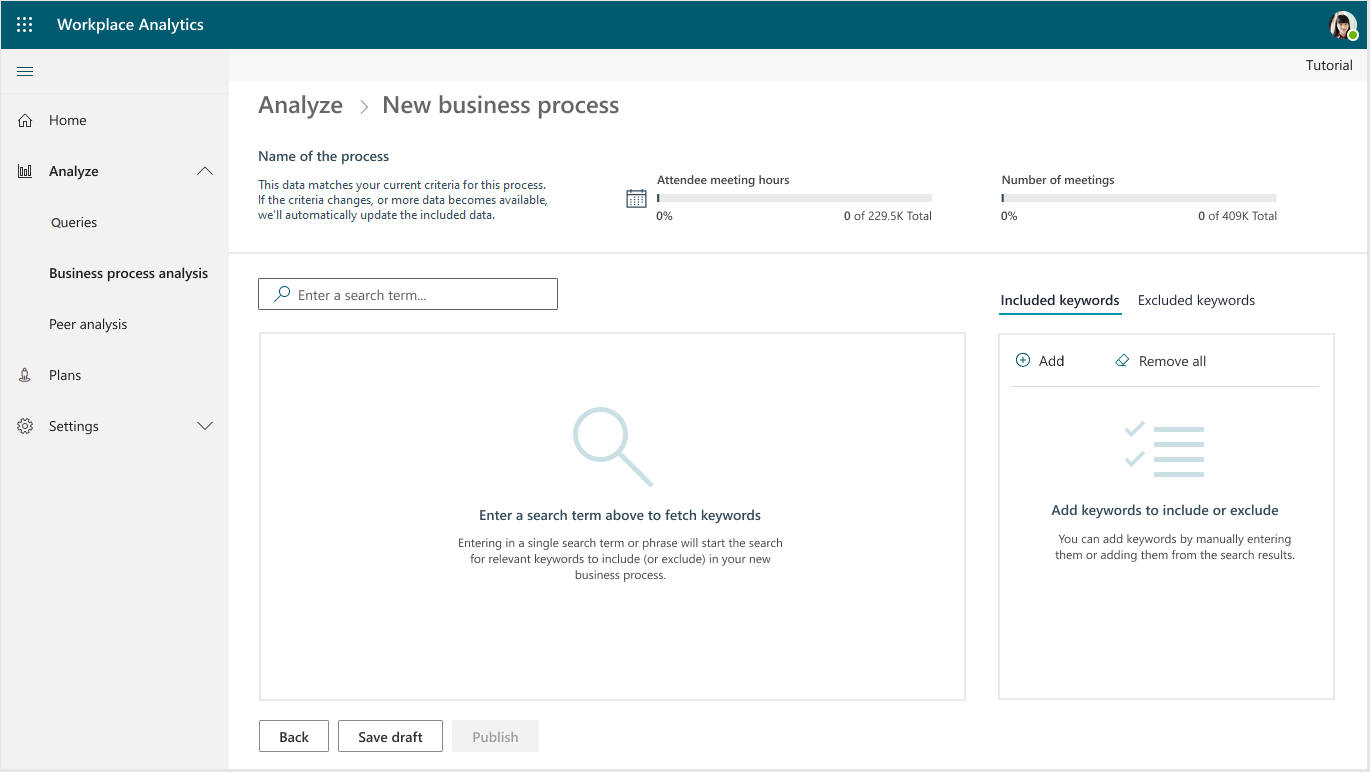 Workplace Analytics
Tutorial
Home
Analyze
Queries
Business process analysis
Peer analysis
Plans
Settings
Analyze > New business process
Name of the process
This data matches your current criteria for this process.
If the criteria changes, or more data becomes available,
we'll automatically update the included data.
Attendee meeting hours
0% 0 of 229.5K Total
Number of meetings
0% 0 of 409K Total
Enter a search term...
Enter a search term above to fetch keywords
Entering in a single search term or phrase will start the search
for relevant keywords to include (or exclude) in your new
business process.
Included keywords Excluded keywords
Add Remove all
Add keywords to include or exclude
You can add keywords by manually entering
them or adding them from the search results.
Back Save draft Publish